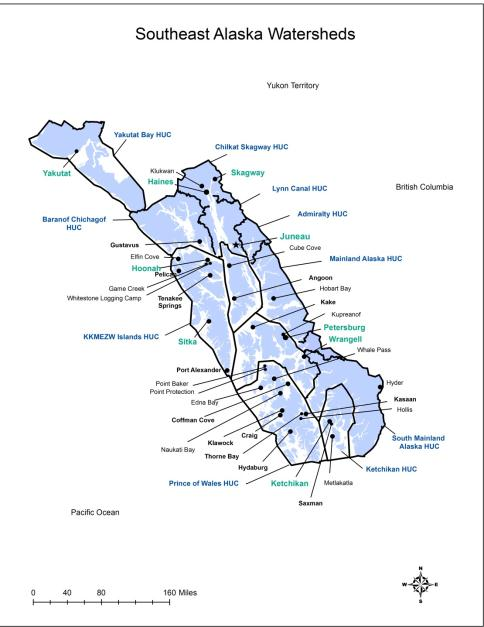 Southeast Alaska Watersheds
Yukon Territory
Yakutat Bay HUC
Chilkat Skagway HUC
Klukwan
Skagway
Yakutat
Haines
British Columbia
Lynn Canal HUC
Baranof Chichagof
HUC
Admiralty HUC
Juneau
Gustavus
Cube Cove
Elfin Cove
Mainland Alaska HUC
Hoonah
Pelican
Angoon
Game Creek
Hobart Bay
Whitestone Logging Camp
Tenakee
Springs
Kake
Kupreanof
Petersburg
KKMEZW Islands HUC
Sitka
Wrangell
Whale Pass
Port Alexander
Point Baker
Hyder
Point Protection
Edna Bay
Kasaan
Hollis
Coffman Cove
Craig
South Mainland
Alaska HUC
Klawock
Naukati Bay
Thorne Bay
Hydaburg
Ketchikan HUC
Prince of Wales HUC
Ketchikan
Metlakatla
Saxman
Pacific Ocean
N
W E
S
0 40 80 160 Miles